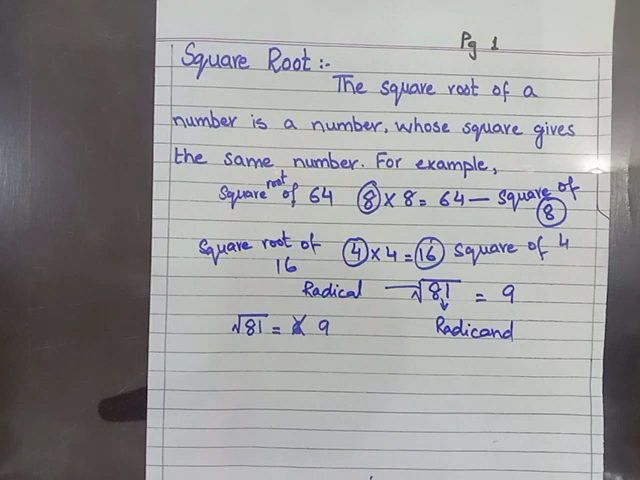 Pg 1
Square Root :-
The square root of a
number is a number, whose square gives
the same number. For example,
Square root of 64 8 × 8 = 64 — Square of 8
Square root of 16 4 × 4 = 16 Square of 4
Radical √81 = 9
√81 = 9 Radicand